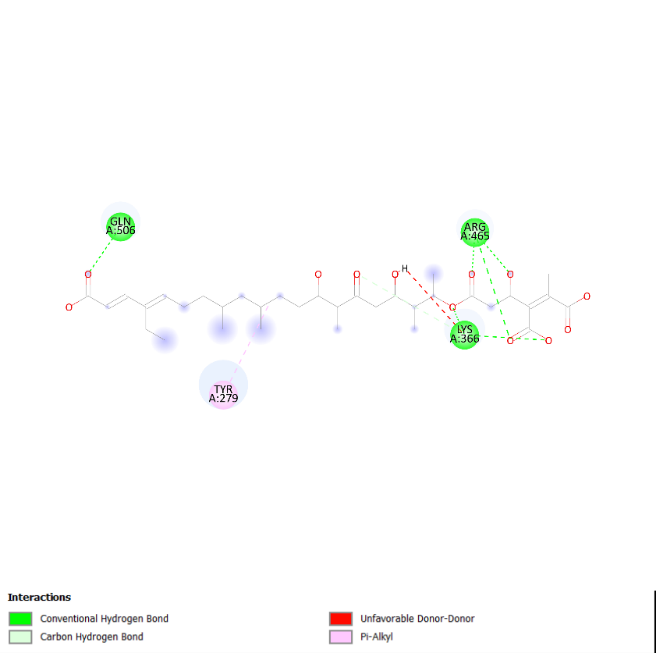 GLN
A:506
ARG
A:465
O
O
O
O
H
O
O
O
O
O
O
O
LYS
A:366
O
O
O
TYR
A:279
Interactions
Conventional Hydrogen Bond
Unfavorable Donor-Donor
Carbon Hydrogen Bond
Pi-Alkyl